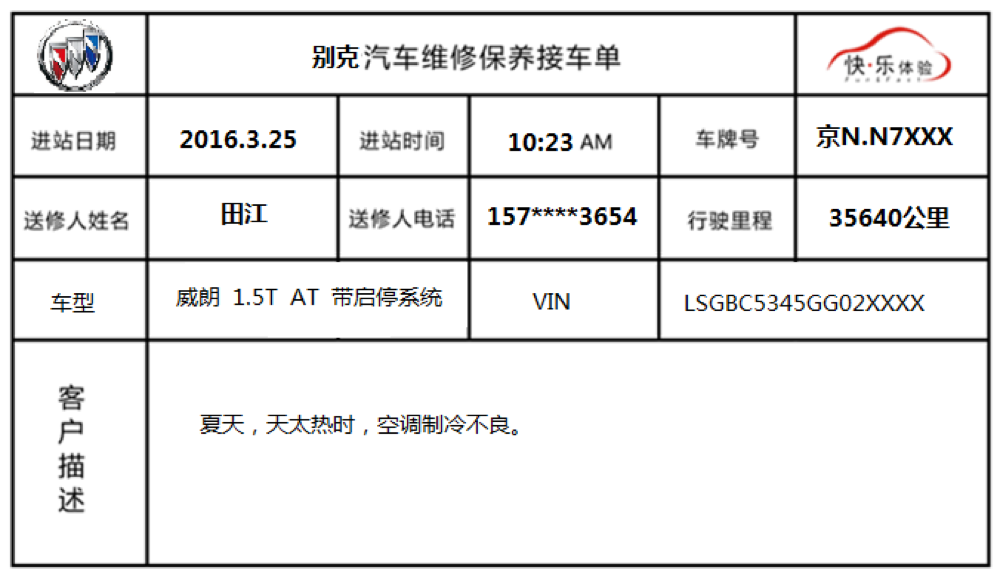 别克汽车维修保养接车单
快·乐体验
进站日期 2016.3.25 进站时间 10:23 AM 车牌号 京N.N7XXX
送修人姓名 田江 送修人电话 157****3654 行驶里程 35640公里
车型 威朗 1.5T AT 带启停系统 VIN LSGBC5345GG02XXXX
客户描述 夏天，天太热时，空调制冷不良。